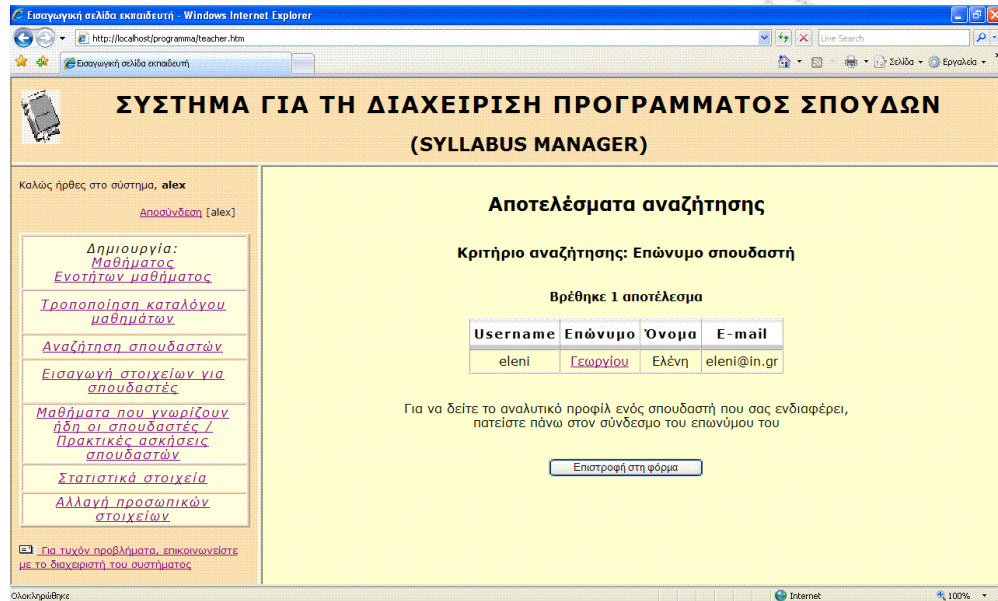 Εισαγωγική σελίδα εκπαιδευτή - Windows Internet Explorer
http://localhost/programma/teacher.htm
Live Search
Εισαγωγική σελίδα εκπαιδευτή
Σελίδα
Εργαλεία
ΣΥΣΤΗΜΑ ΓΙΑ ΤΗ ΔΙΑΧΕΙΡΙΣΗ ΠΡΟΓΡΑΜΜΑΤΟΣ ΣΠΟΥΔΩΝ
(SYLLABUS MANAGER)
Καλώς ήρθες στο σύστημα, alex
Αποσύνδεση [alex]
Δημιουργία:
Μαθήματος
Ενοτήτων μαθήματος
Τροποποίηση καταλόγου
μαθημάτων
Αναζήτηση σπουδαστών
Εισαγωγή στοιχείων για
σπουδαστές
Μαθήματα που γνωρίζουν
ήδη οι σπουδαστές /
Πρακτικές ασκήσεις
σπουδαστών
Στατιστικά στοιχεία
Αλλαγή προσωπικών
στοιχείων
Για τυχόν προβλήματα, επικοινωνείστε
με το διαχειριστή του συστήματος
Αποτελέσματα αναζήτησης
Κριτήριο αναζήτησης: Επώνυμο σπουδαστή
Βρέθηκε 1 αποτέλεσμα
Username Επώνυμο Όνομα E-mail
eleni Γεωργίου Ελένη eleni@in.gr
Για να δείτε το αναλυτικό προφίλ ενός σπουδαστή που σας ενδιαφέρει,
πατείστε πάνω στον σύνδεσμο του επωνύμου του
Επιστροφή στη φόρμα
Ολοκληρώθηκε
Internet
100%